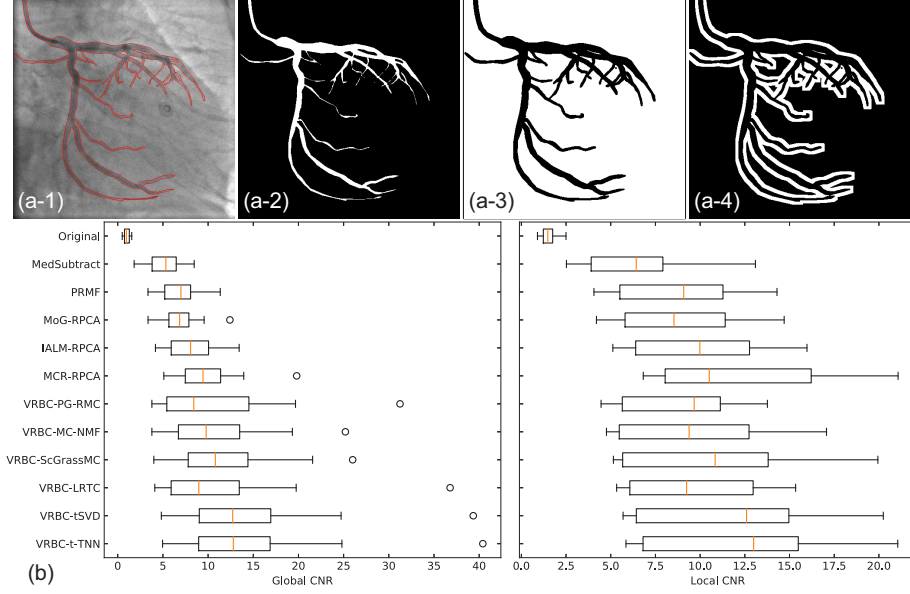 (a-1)
(a-2)
(a-3)
(a-4)
Original
MedSubtract
PRMF
MoG-RPCA
IALM-RPCA
MCR-RPCA
VRBC-PG-RMC
VRBC-MC-NMF
VRBC-ScGrassMC
VRBC-LRTC
VRBC-tSVD
VRBC-t-TNN
0 5 10 15 20 25 30 35 40
0.0 2.5 5.0 7.5 10.0 12.5 15.0 17.5 20.0
(b)
Global CNR
Local CNR